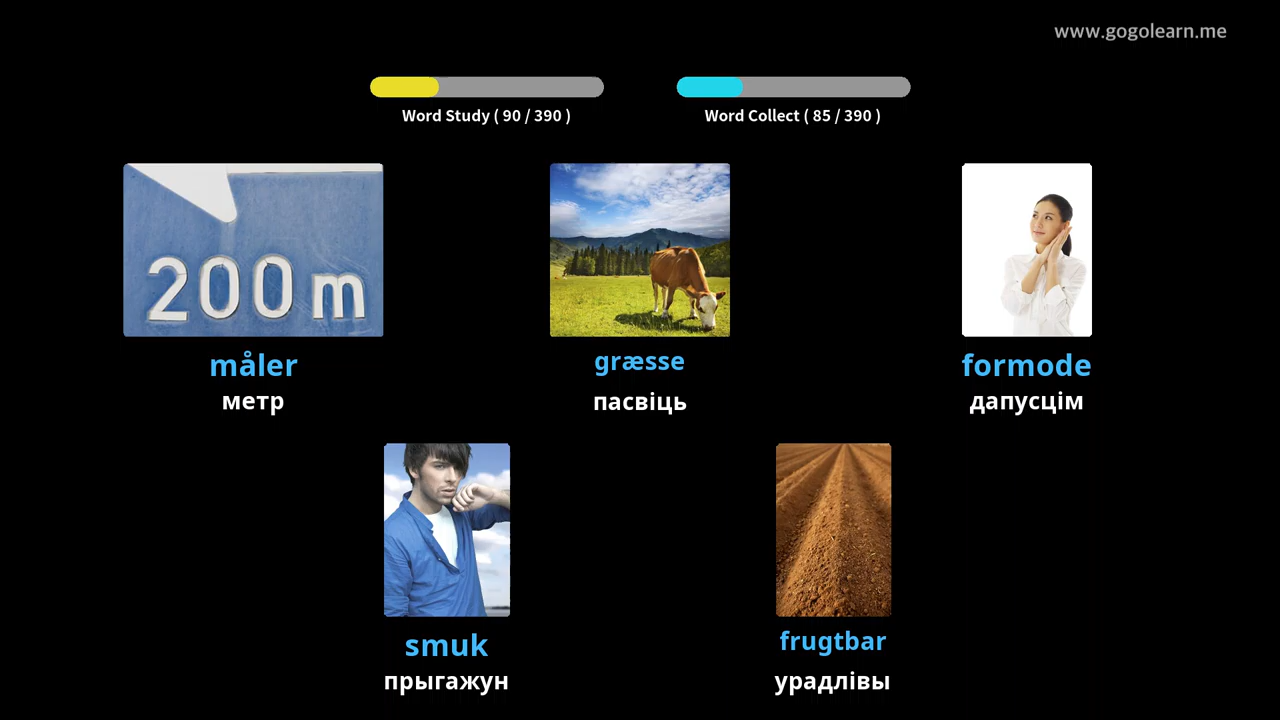 www.gogolearn.me
Word Study ( 90 / 390 )
Word Collect ( 85 / 390 )
200 m
måler
метр
græsse
пасвіць
formode
дапусцім
smuk
прыгажун
frugtbar
урадлівы